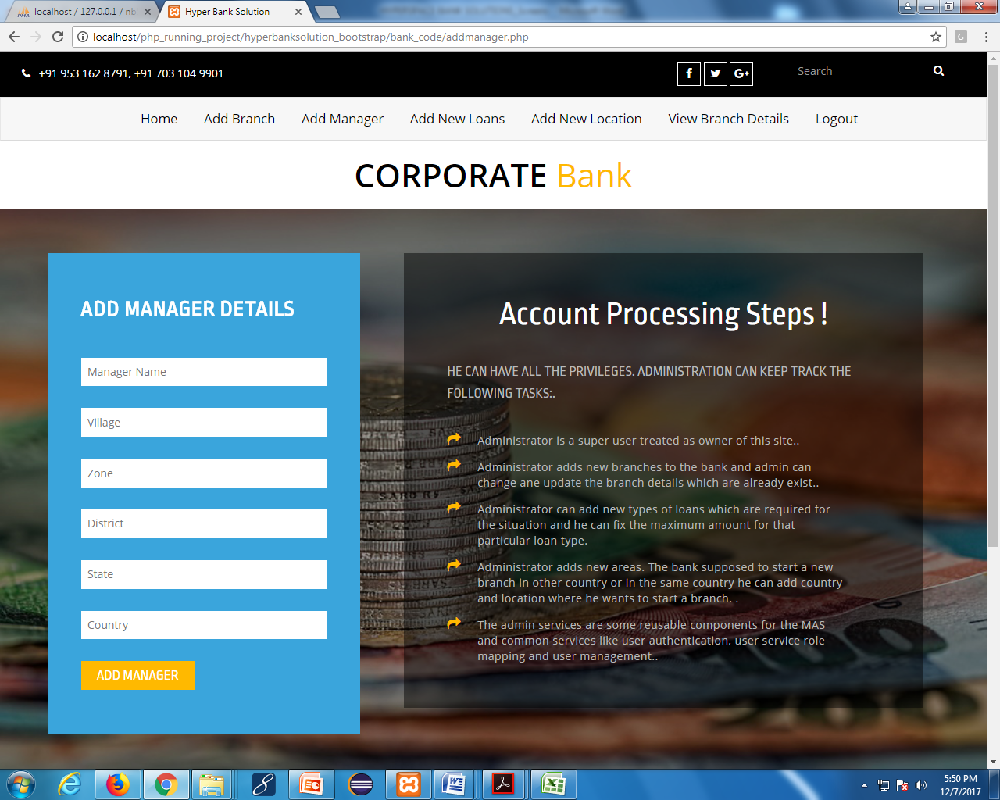 localhost / 127.0.0.1 / nb
Hyper Bank Solution
localhost/php_running_project/hyperbanksolution_bootstrap/bank_code/addmanager.php
+91 953 162 8791, +91 703 104 9901
Search
Home Add Branch Add Manager Add New Loans Add New Location View Branch Details Logout
CORPORATE Bank
ADD MANAGER DETAILS
Manager Name
Village
Zone
District
State
Country
ADD MANAGER
Account Processing Steps !
HE CAN HAVE ALL THE PRIVILEGES. ADMINISTRATION CAN KEEP TRACK THE
FOLLOWING TASKS:.
Administrator is a super user treated as owner of this site..
Administrator adds new branches to the bank and admin can
change ane update the branch details which are already exist..
Administrator can add new types of loans which are required for
the situation and he can fix the maximum amount for that
particular loan type.
Administrator adds new areas. The bank supposed to start a new
branch in other country or in the same country he can add country
and location where he wants to start a branch. .
The admin services are some reusable components for the MAS
and common services like user authentication, user service role
mapping and user management..
5:50 PM
12/7/2017